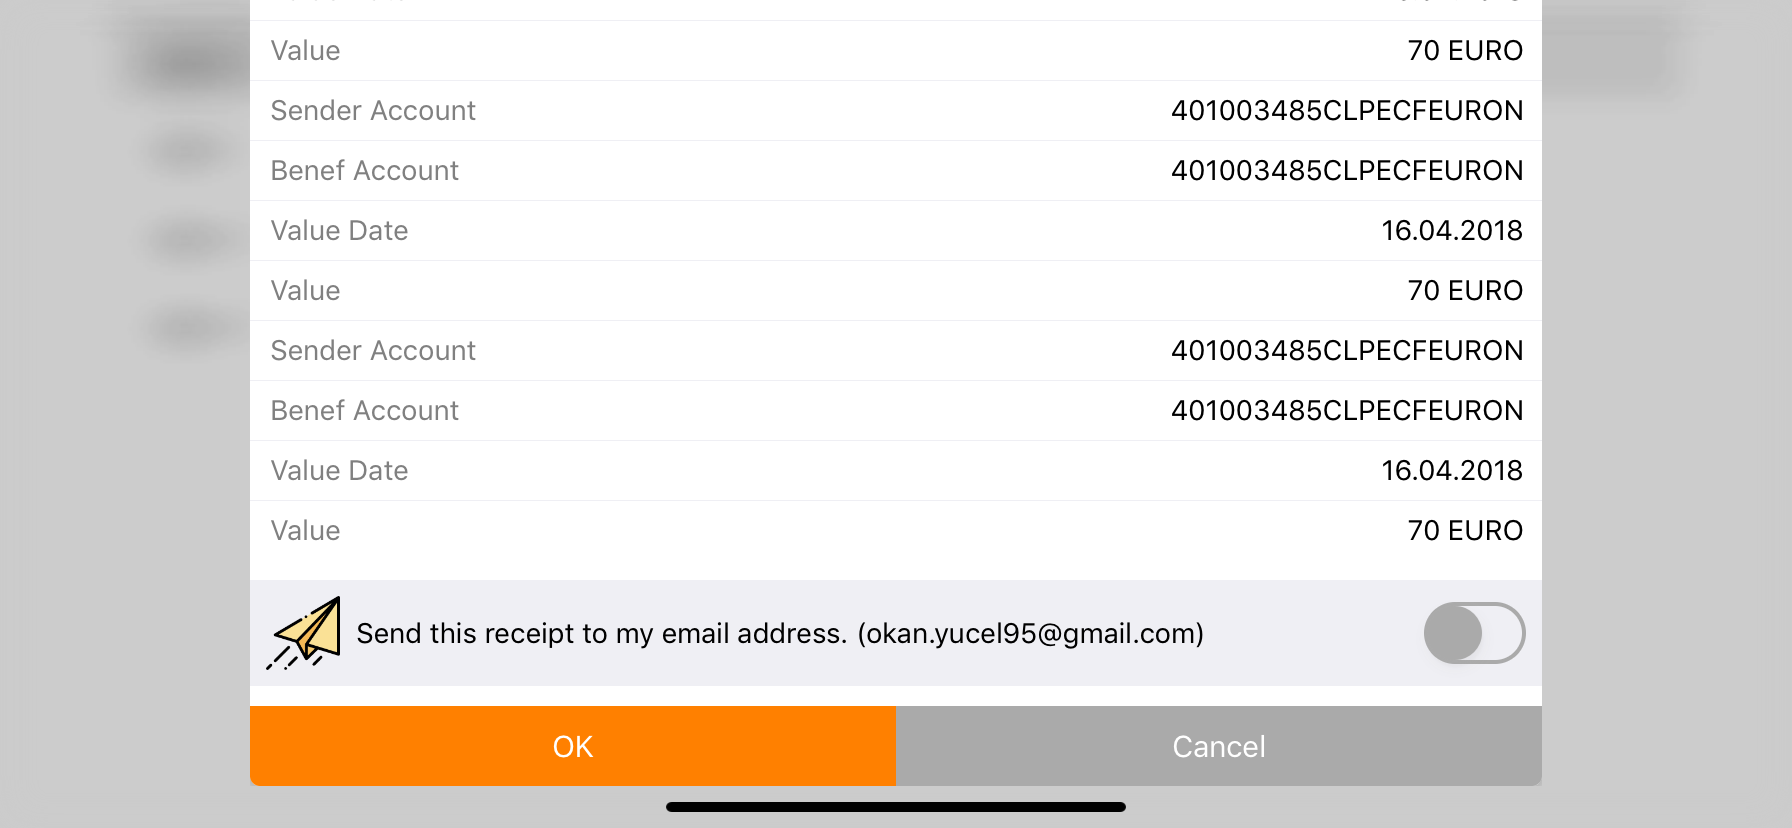 Value 70 EURO
Sender Account 401003485CLPECFEURON
Benef Account 401003485CLPECFEURON
Value Date 16.04.2018
Value 70 EURO
Sender Account 401003485CLPECFEURON
Benef Account 401003485CLPECFEURON
Value Date 16.04.2018
Value 70 EURO
Send this receipt to my email address. (okan.yucel95@gmail.com)
OK Cancel